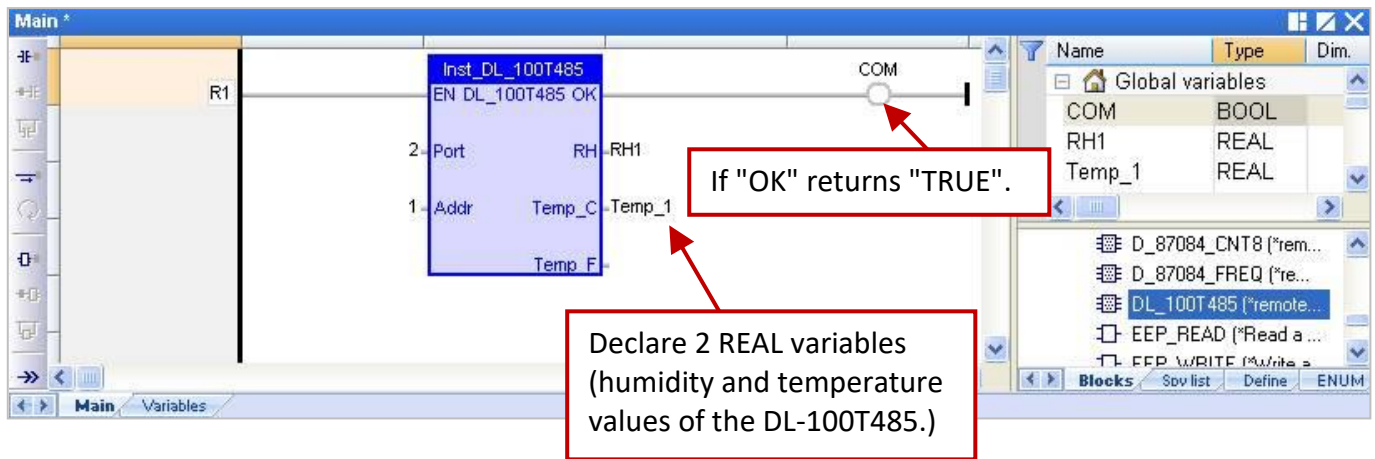 Main *
Name Type Dim.
Global variables
COM BOOL
RH1 REAL
Temp_1 REAL
R1
Inst_DL_100T485
EN DL_100T485 OK
COM
2 Port RH RH1
1 Addr Temp_C Temp_1
Temp_F
If "OK" returns "TRUE".
Declare 2 REAL variables
(humidity and temperature
values of the DL-100T485.)
D_87084_CNT8 (*rem...
D_87084_FREQ (*re...
DL_100T485 (*remote...
EEP_READ (*Read a ...
EEP_WRITE (*Write a
Blocks Spy list Define ENUM
Main Variables